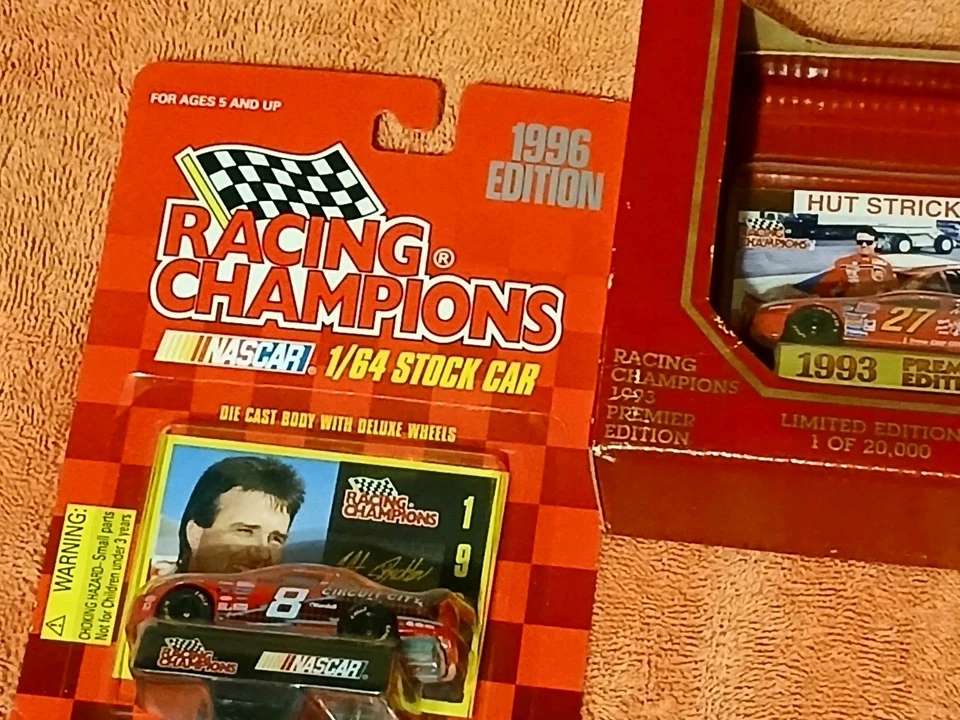 FOR AGES 5 AND UP
1996
EDITION
RACING ®
CHAMPIONS
NASCAR® 1/64 STOCK CAR
DIE CAST BODY WITH DELUXE WHEELS
RACING
CHAMPIONS
1
9
WARNING:
CHOKING HAZARD–Small parts
Not for Children under 3 years
8
CIRCUIT CITY
RACING
CHAMPIONS
NASCAR
HUT STRICK
RACING
CHAMPIONS
27
1993 PREM
EDITI
RACING
CHAMPIONS
1993
PREMIER
EDITION
LIMITED EDITION
1 OF 20,000